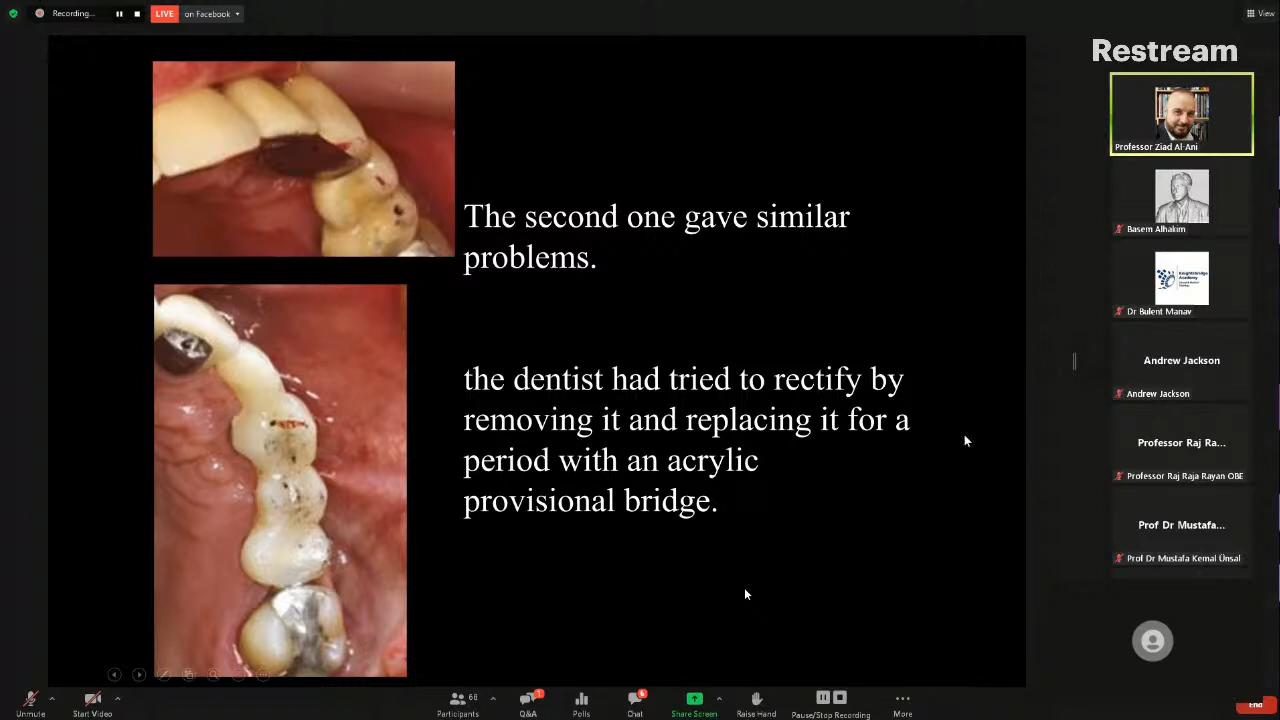 Recording...
LIVE
on Facebook
View
Restream
Professor Ziad Al-Ani
Basem Alhakim
Knightsbridge
Academy
Dr Bulent Manav
Andrew Jackson
Andrew Jackson
Professor Raj Ra...
Professor Raj Raja Rayan OBE
Prof Dr Mustafa...
Prof Dr Mustafa Kemal Ünsal
The second one gave similar
problems.
the dentist had tried to rectify by
removing it and replacing it for a
period with an acrylic
provisional bridge.
Unmute
Start Video
Participants
68
Q&A
1
Polls
Chat
6
Share Screen
Raise Hand
Pause/Stop Recording
More
End